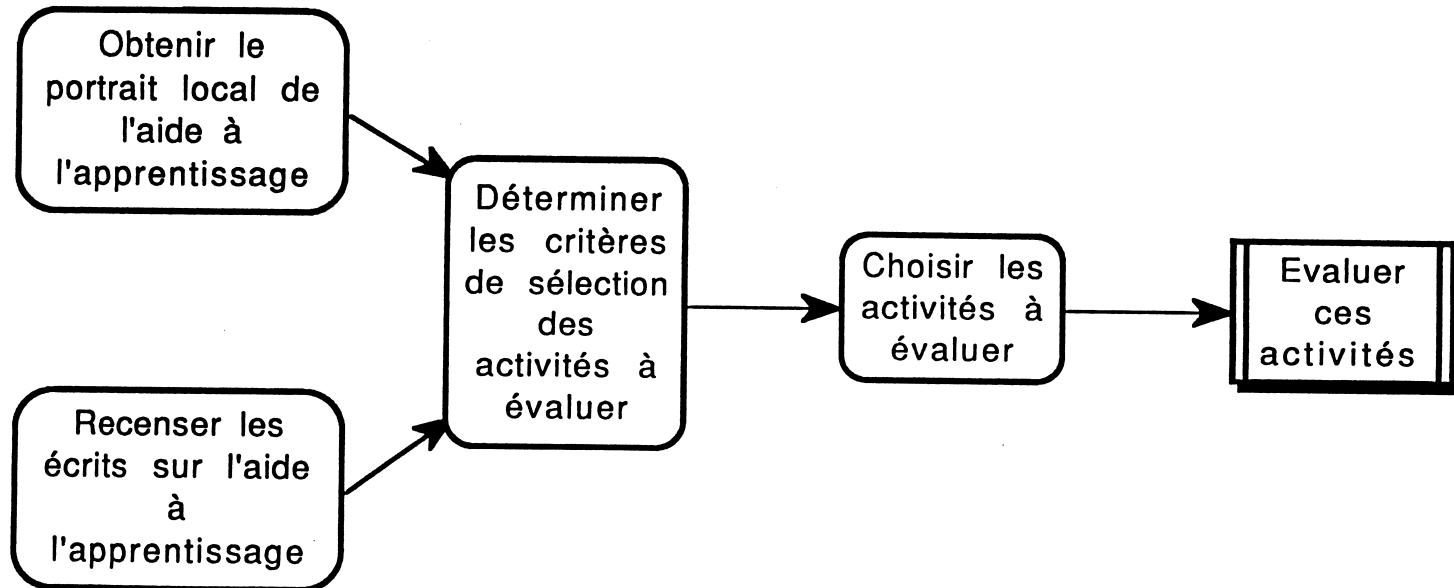 Obtenir le
portrait local de
l'aide à
l'apprentissage
Recenser les
écrits sur l'aide
à
l'apprentissage
Déterminer
les critères
de sélection
des
activités à
évaluer
Choisir les
activités à
évaluer
Evaluer
ces
activités